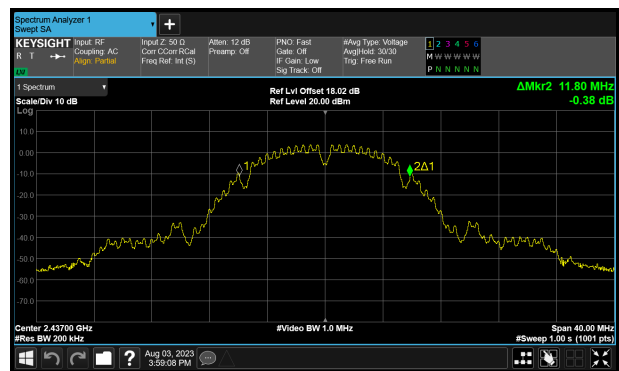 Spectrum Analyzer 1
Swept SA
+
KEYSIGHT Input: RF Input Z: 50 Ω Atten: 12 dB PNO: Fast #Avg Type: Voltage 1 2 3 4 5 6
R T Coupling: AC Corr CCorr RCal Preamp: Off Gate: Off Avg|Hold: 30/30 M W W W W W
Align: Partial Freq Ref: Int (S) IF Gain: Low Trig: Free Run
Sig Track: Off P N N N N N
LXI
1 Spectrum Ref Lvl Offset 18.02 dB ΔMkr2 11.80 MHz
Scale/Div 10 dB Ref Level 20.00 dBm -0.38 dB
Log
10.0
0.00
1
2Δ1
-10.0
-20.0
-30.0
-40.0
-50.0
-60.0
-70.0
Center 2.43700 GHz #Video BW 1.0 MHz Span 40.00 MHz
#Res BW 200 kHz #Sweep 1.00 s (1001 pts)
? Aug 03, 2023
3:59:08 PM